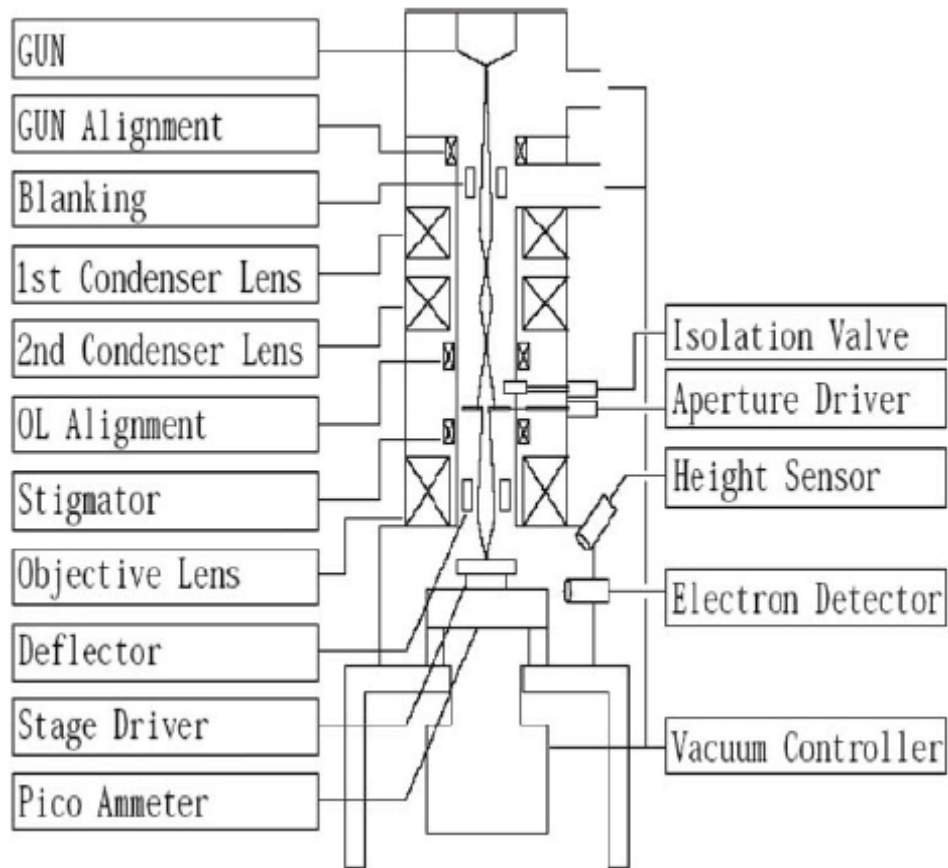 GUN
GUN Alignment
Blanking
1st Condenser Lens
2nd Condenser Lens
OL Alignment
Stigmator
Objective Lens
Deflector
Stage Driver
Pico Ammeter
Isolation Valve
Aperture Driver
Height Sensor
Electron Detector
Vacuum Controller